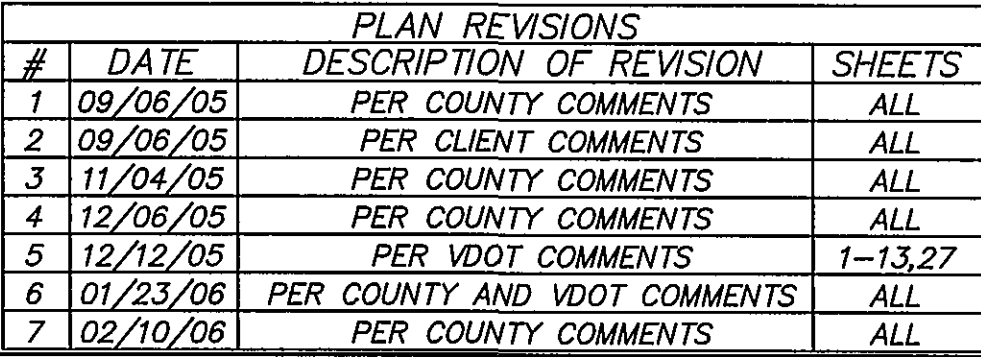 PLAN REVISIONS
# DATE DESCRIPTION OF REVISION SHEETS
1 09/06/05 PER COUNTY COMMENTS ALL
2 09/06/05 PER CLIENT COMMENTS ALL
3 11/04/05 PER COUNTY COMMENTS ALL
4 12/06/05 PER COUNTY COMMENTS ALL
5 12/12/05 PER VDOT COMMENTS 1-13,27
6 01/23/06 PER COUNTY AND VDOT COMMENTS ALL
7 02/10/06 PER COUNTY COMMENTS ALL